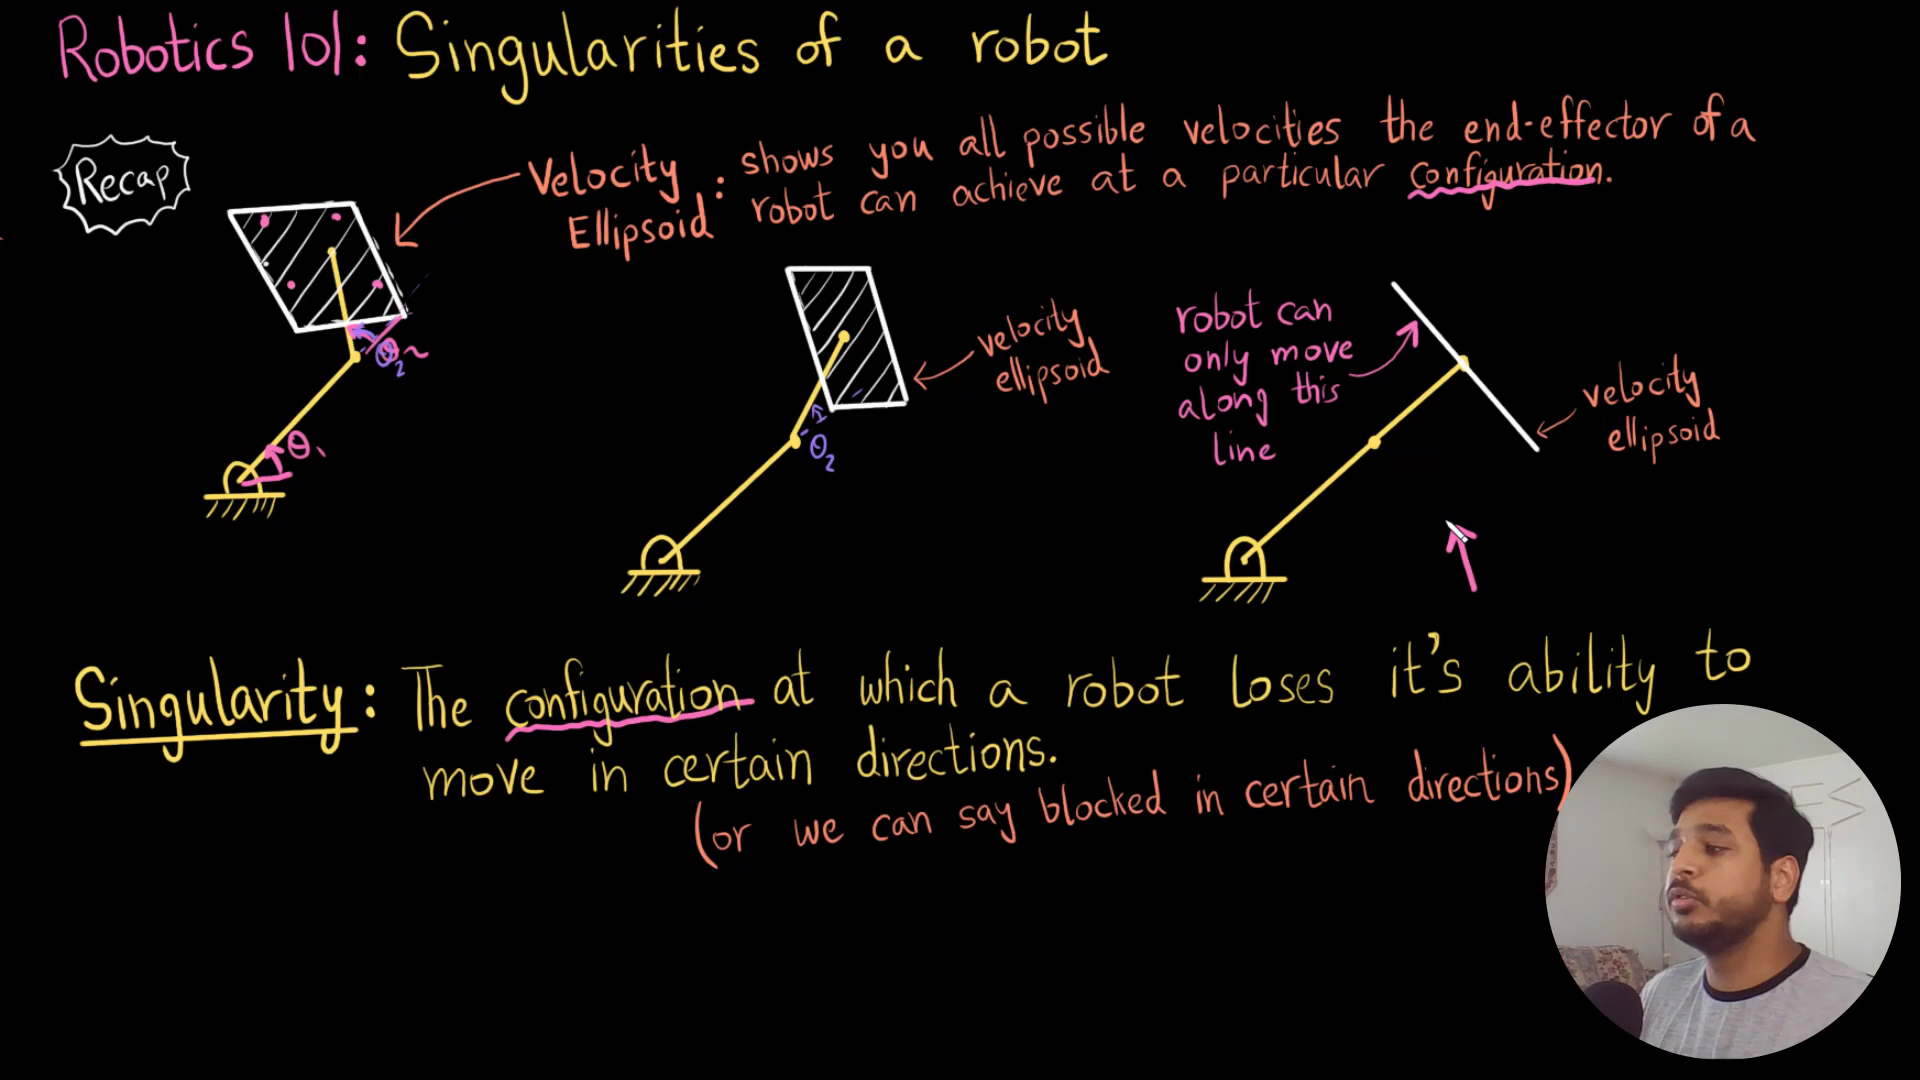 Robotics 101: Singularities of a robot
Recap
Velocity Ellipsoid : shows you all possible velocities the end-effector of a
robot can achieve at a particular configuration.
θ₂
θ₁
velocity
ellipsoid
θ₂
robot can
only move
along this
line
velocity
ellipsoid
Singularity: The configuration at which a robot loses it's ability to
move in certain directions.
(or we can say blocked in certain directions)